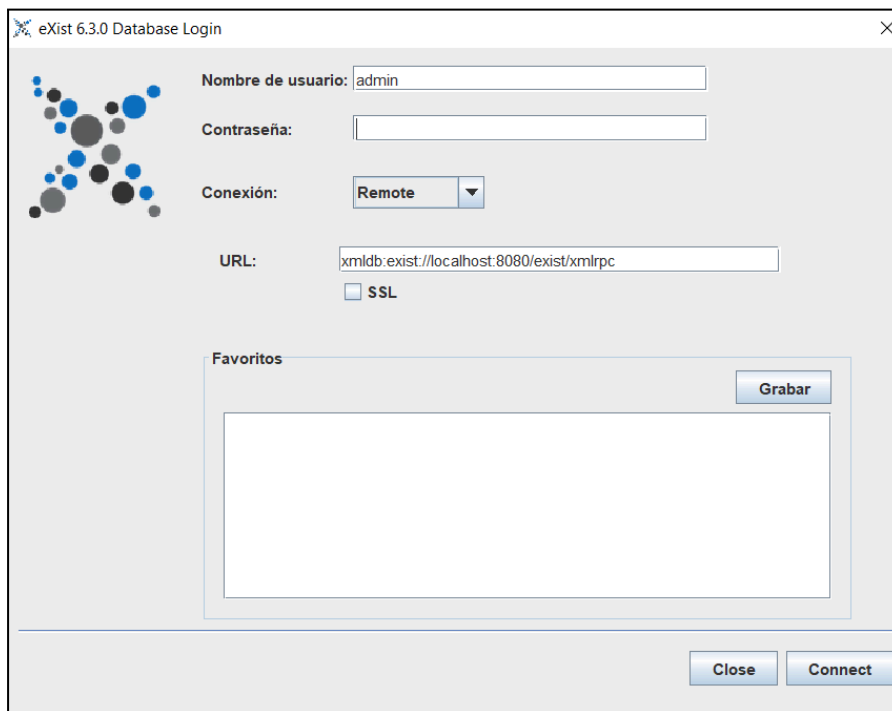 eXist 6.3.0 Database Login
Nombre de usuario: admin
Contraseña:
Conexión: Remote
URL: xmldb:exist://localhost:8080/exist/xmlrpc
SSL
Favoritos
Grabar
Close Connect